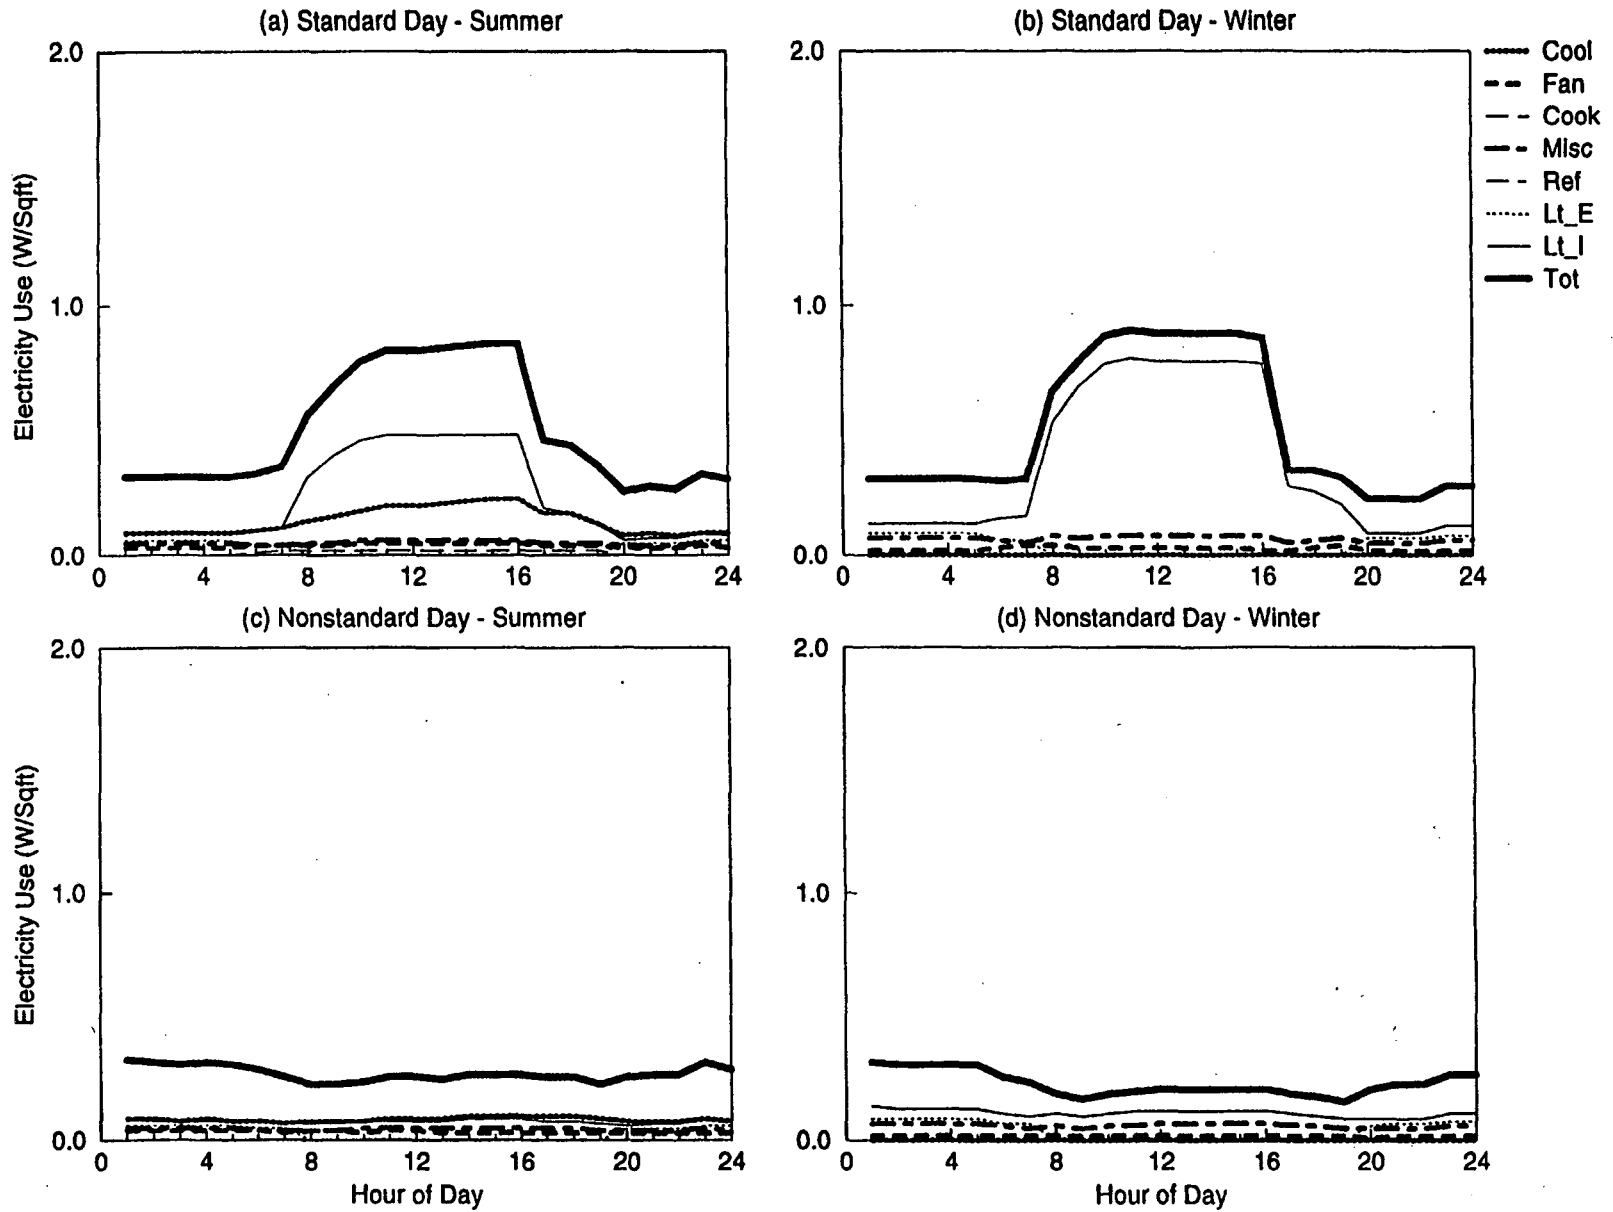 (a) Standard Day - Summer
(b) Standard Day - Winter
2.0
1.0
0.0
Electricity Use (W/Sqft)
0 4 8 12 16 20 24
2.0
1.0
0.0
0 4 8 12 16 20 24
Cool
Fan
Cook
Misc
Ref
Lt_E
Lt_I
Tot
(c) Nonstandard Day - Summer
(d) Nonstandard Day - Winter
2.0
1.0
0.0
Electricity Use (W/Sqft)
0 4 8 12 16 20 24
Hour of Day
2.0
1.0
0.0
0 4 8 12 16 20 24
Hour of Day